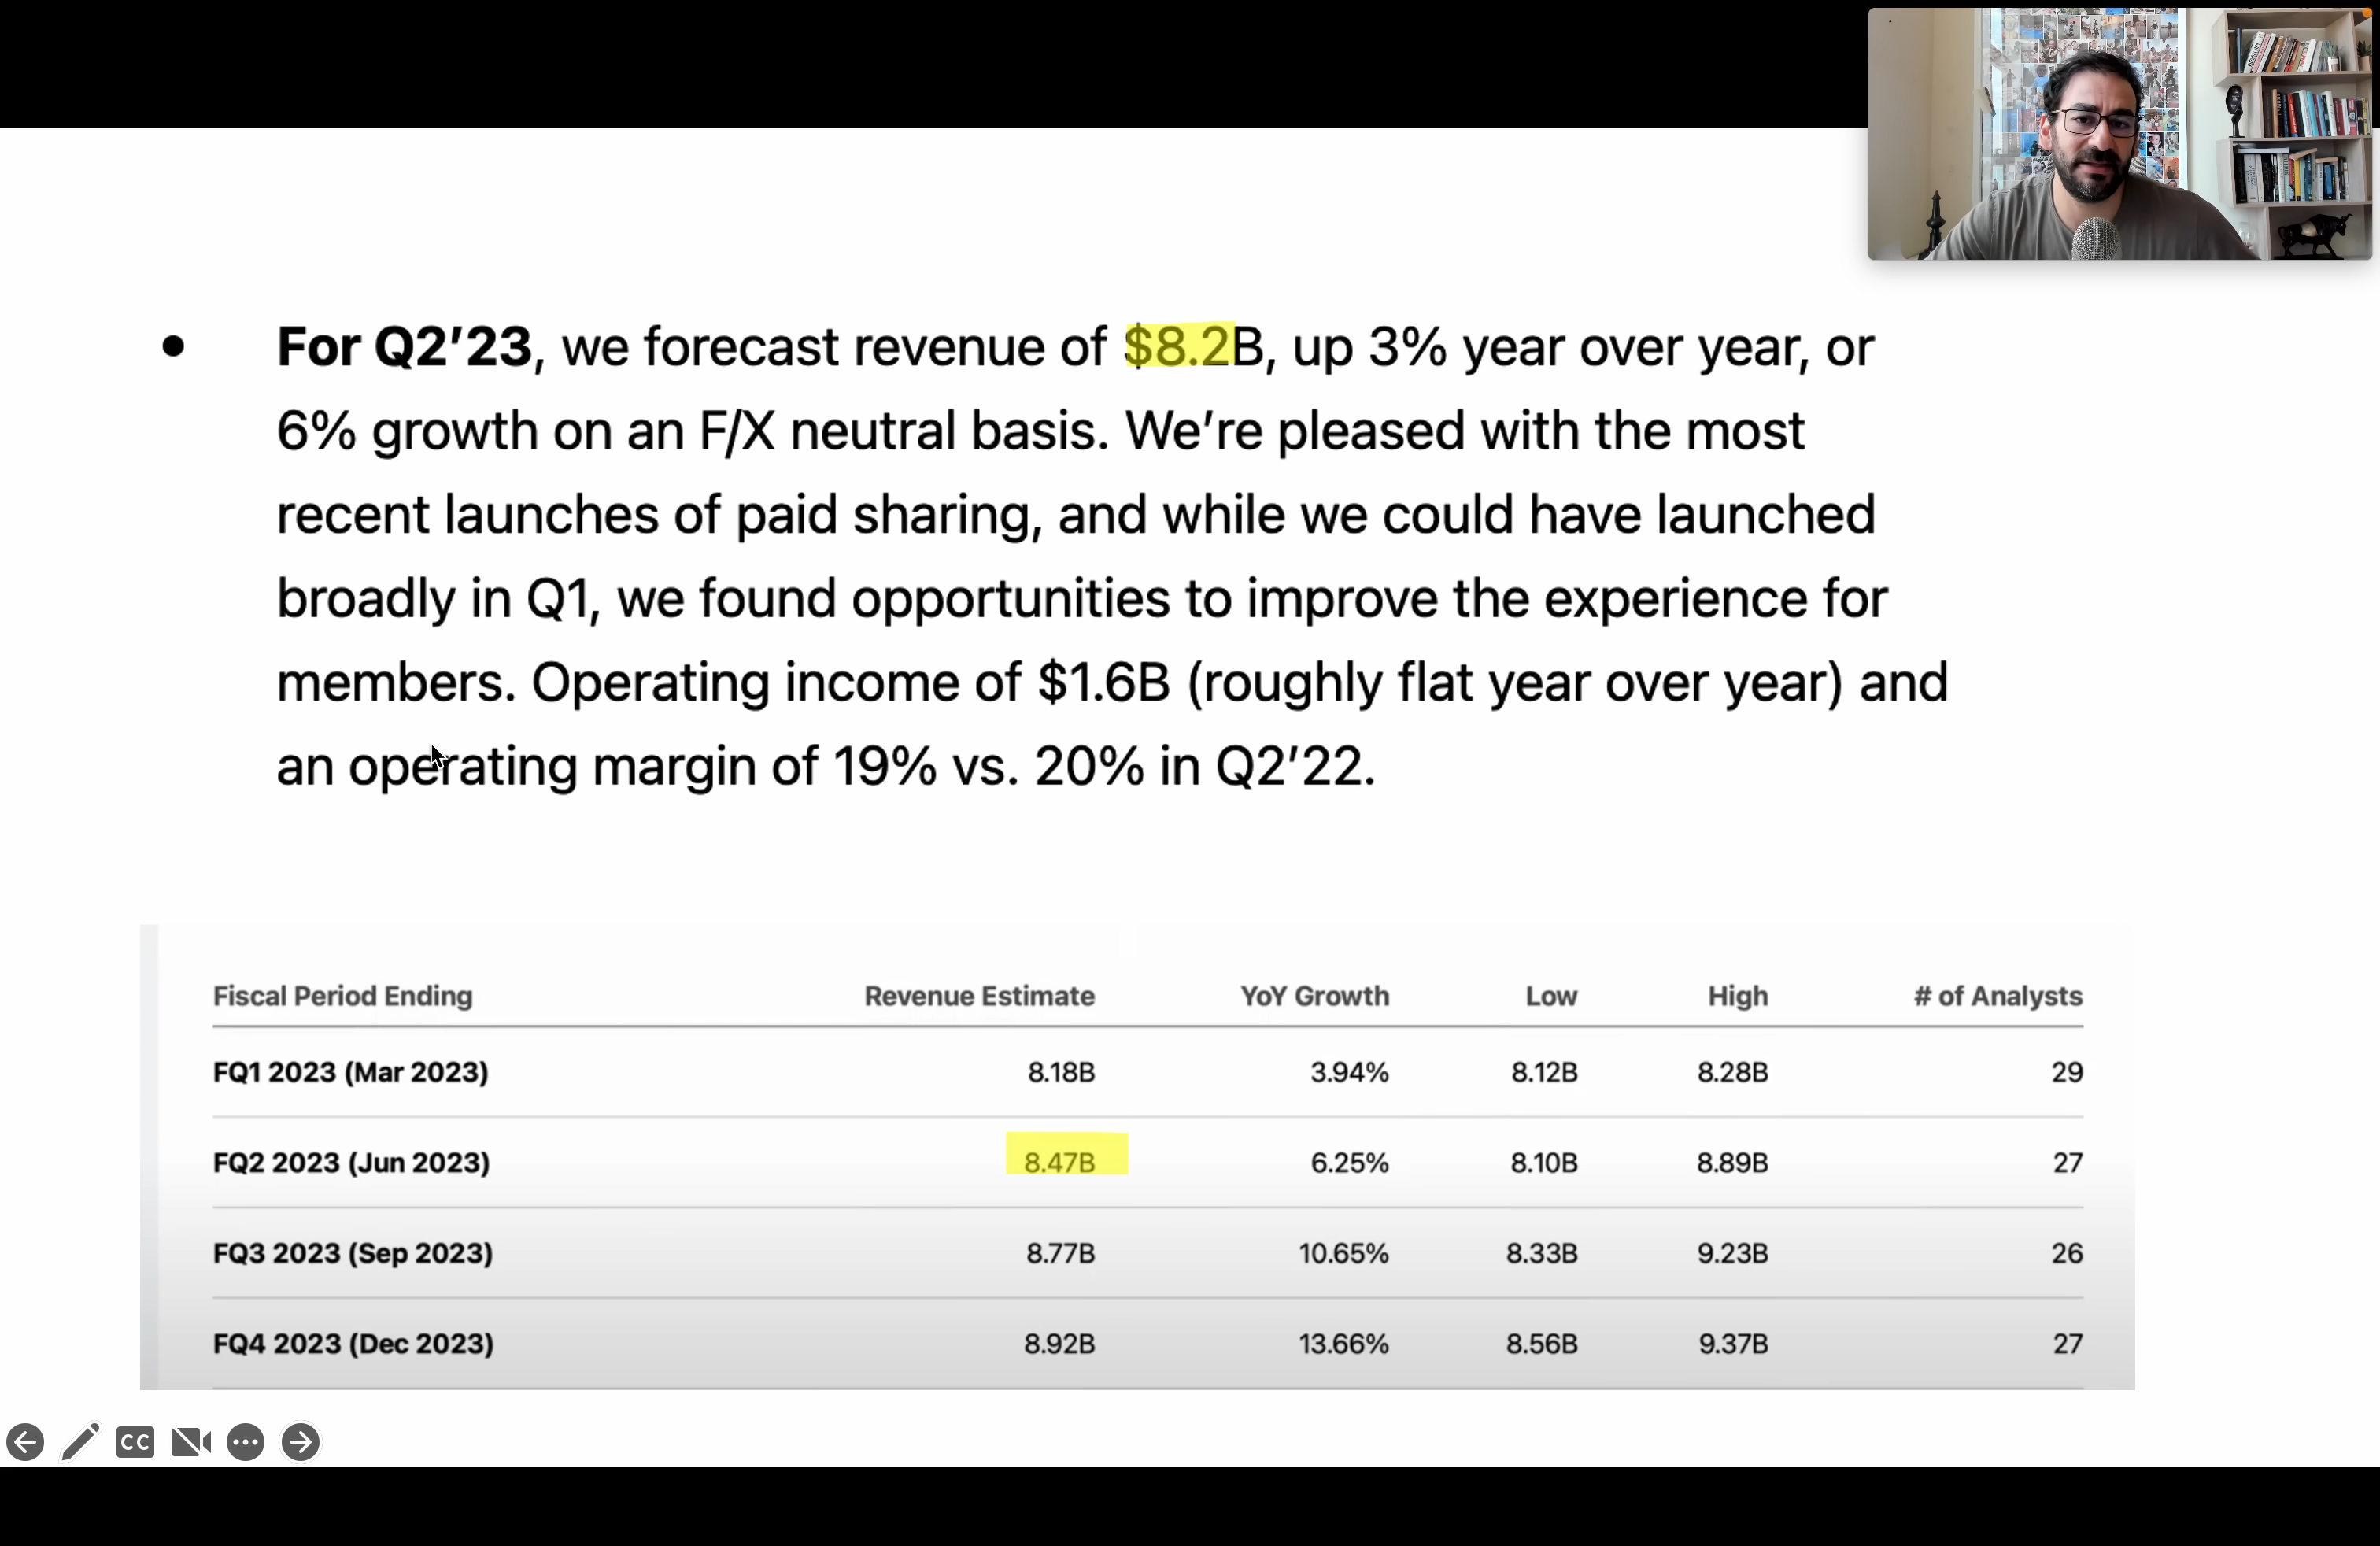 • For Q2’23, we forecast revenue of $8.2B, up 3% year over year, or
6% growth on an F/X neutral basis. We’re pleased with the most
recent launches of paid sharing, and while we could have launched
broadly in Q1, we found opportunities to improve the experience for
members. Operating income of $1.6B (roughly flat year over year) and
an operating margin of 19% vs. 20% in Q2’22.
Fiscal Period Ending Revenue Estimate YoY Growth Low High # of Analysts
FQ1 2023 (Mar 2023) 8.18B 3.94% 8.12B 8.28B 29
FQ2 2023 (Jun 2023) 8.47B 6.25% 8.10B 8.89B 27
FQ3 2023 (Sep 2023) 8.77B 10.65% 8.33B 9.23B 26
FQ4 2023 (Dec 2023) 8.92B 13.66% 8.56B 9.37B 27
CC